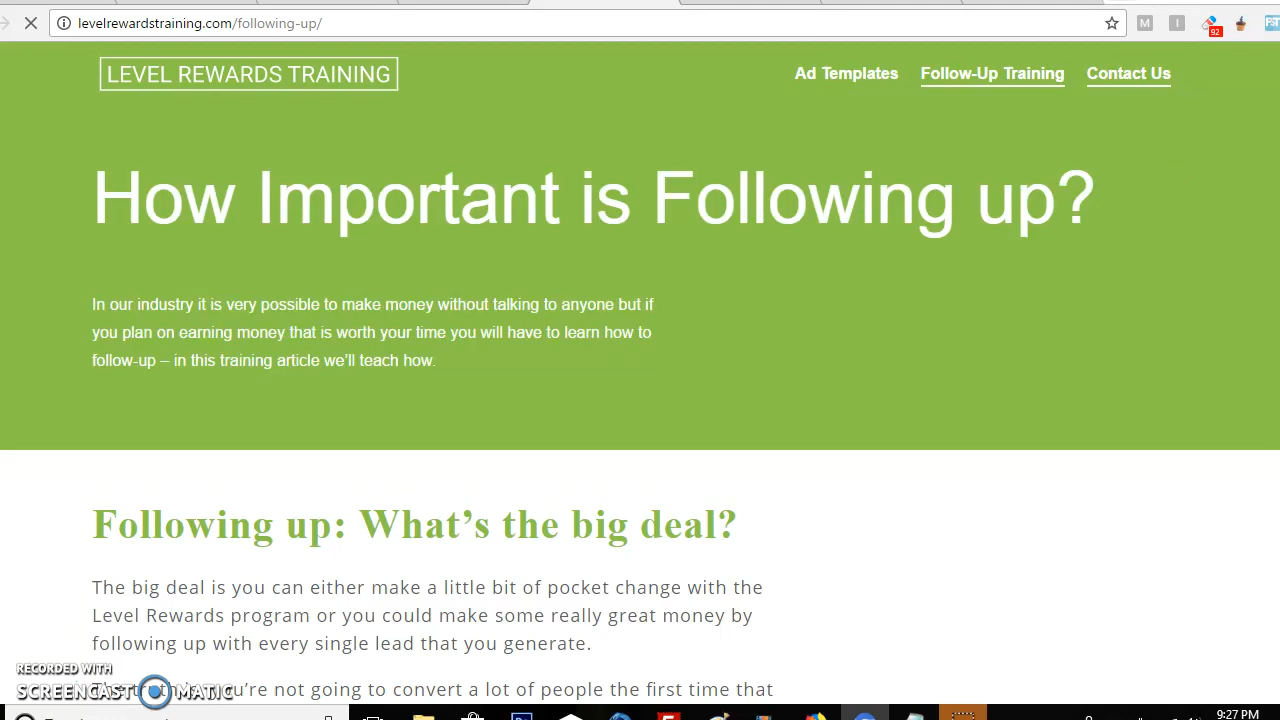 levelrewardstraining.com/following-up/
92
LEVEL REWARDS TRAINING
Ad Templates
Follow-Up Training
Contact Us
How Important is Following up?
In our industry it is very possible to make money without talking to anyone but if
you plan on earning money that is worth your time you will have to learn how to
follow-up – in this training article we'll teach how.
Following up: What's the big deal?
The big deal is you can either make a little bit of pocket change with the
Level Rewards program or you could make some really great money by
following up with every single lead that you generate.
RECORDED WITH
SCREENCAST MATIC
you're not going to convert a lot of people the first time that
9:27 PM